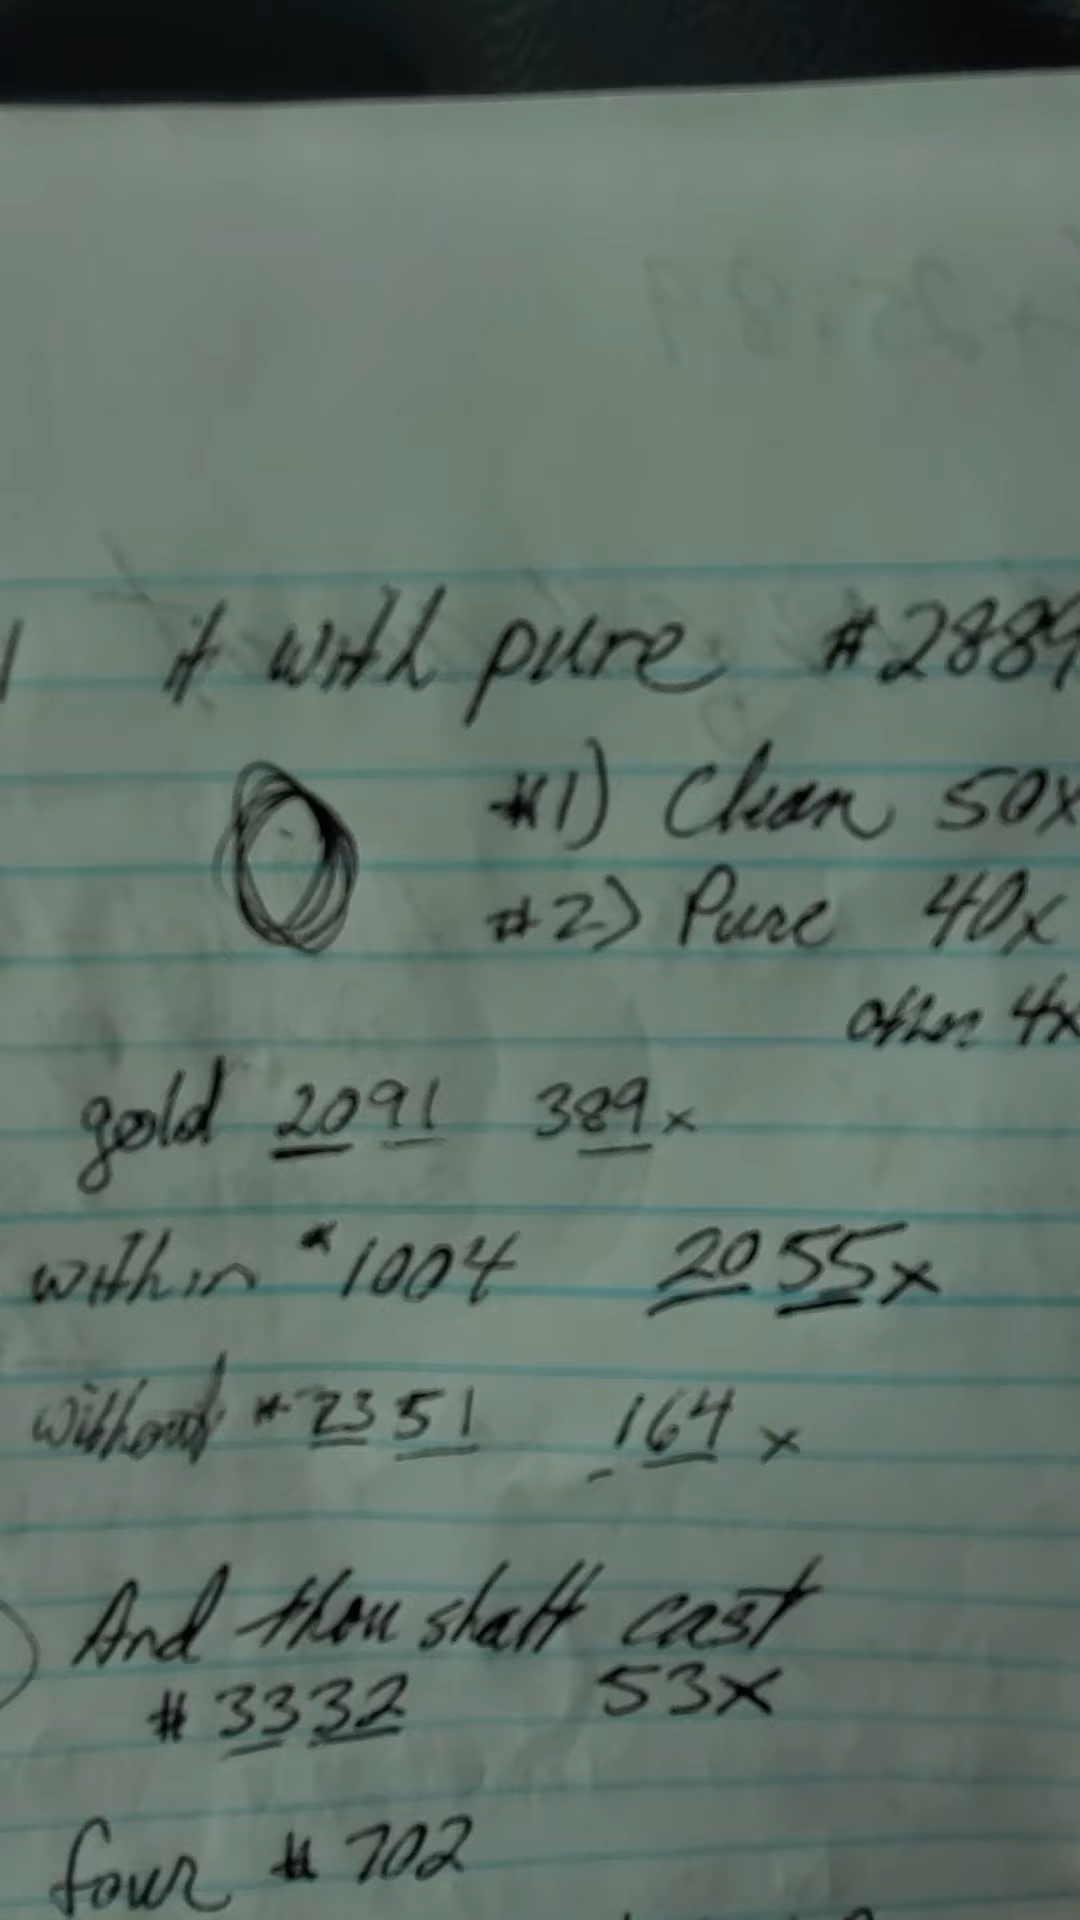 it with pure #2889
#1) Clean 50x
#2) Pure 40x
other 4x
gold 2091 389x
within #1004 2055x
without #2351 164x
And thou shalt cast
#3332 53x
four #702